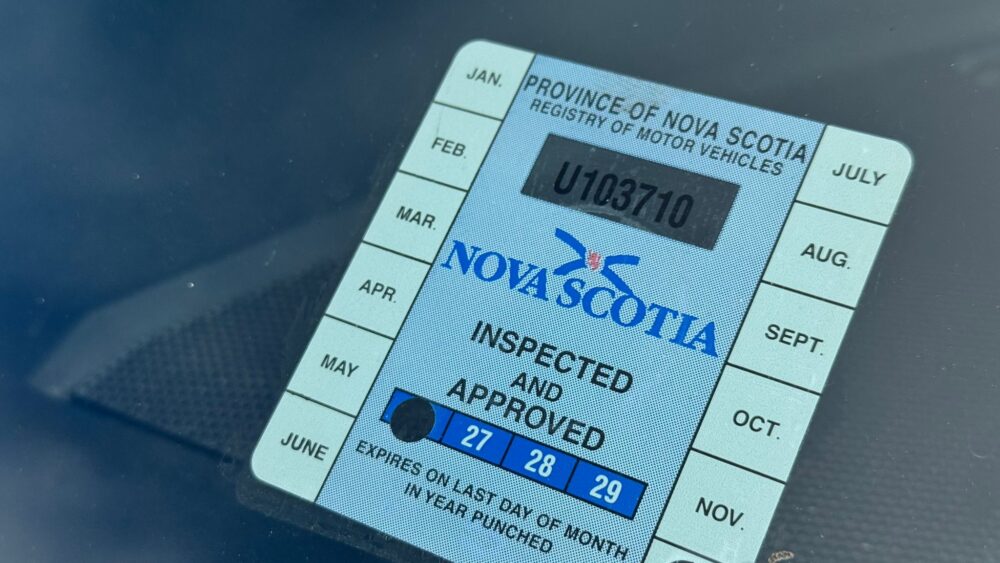 JAN.
FEB.
MAR.
APR.
MAY
JUNE
PROVINCE OF NOVA SCOTIA
REGISTRY OF MOTOR VEHICLES
U103710
NOVA SCOTIA
INSPECTED
AND
APPROVED
27 28 29
EXPIRES ON LAST DAY OF MONTH
IN YEAR PUNCHED
JULY
AUG.
SEPT.
OCT.
NOV.